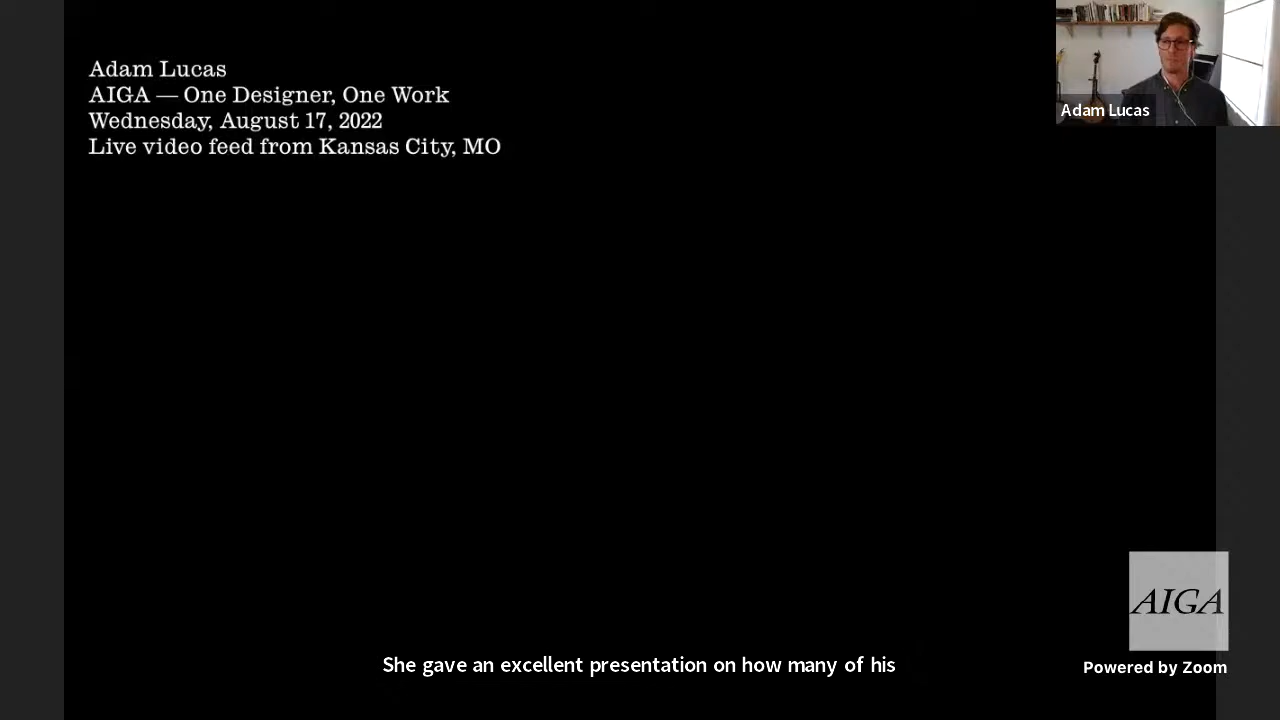 Adam Lucas
AIGA — One Designer, One Work
Wednesday, August 17, 2022
Live video feed from Kansas City, MO
Adam Lucas
AIGA
She gave an excellent presentation on how many of his
Powered by Zoom